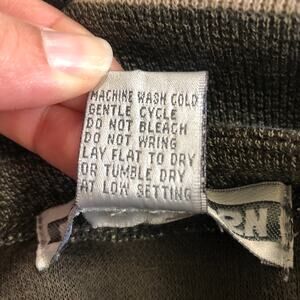 MACHINE WASH COLD
GENTLE CYCLE
DO NOT BLEACH
DO NOT WRING
LAY FLAT TO DRY
OR TUMBLE DRY
AT LOW SETTING